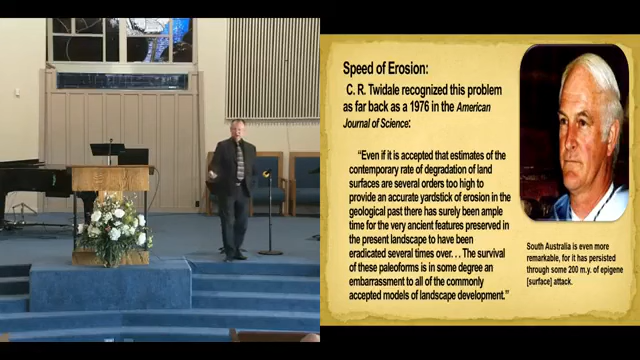 Speed of Erosion:
C. R. Twidale recognized this problem
as far back as a 1976 in the American
Journal of Science:
“Even if it is accepted that estimates of the
contemporary rate of degradation of land
surfaces are several orders too high to
provide an accurate yardstick of erosion in the
geological past there has surely been ample
time for the very ancient features preserved in
the present landscape to have been
eradicated several times over. . . The survival
of these paleoforms is in some degree an
embarrassment to all of the commonly
accepted models of landscape development.”
South Australia is even more
remarkable, for it has persisted
through some 200 m.y. of epigene
[surface] attack.